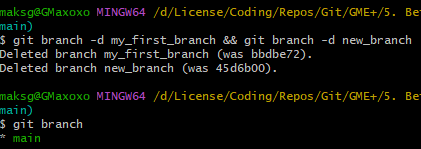 maksg@GMaxoxo MINGW64 /d/License/Coding/Repos/Git/GME+/5. Bet
main)
$ git branch -d my_first_branch && git branch -d new_branch
Deleted branch my_first_branch (was bbdbe72).
Deleted branch new_branch (was 45d6b00).
maksg@GMaxoxo MINGW64 /d/License/Coding/Repos/Git/GME+/5. Bet
main)
$ git branch
* main